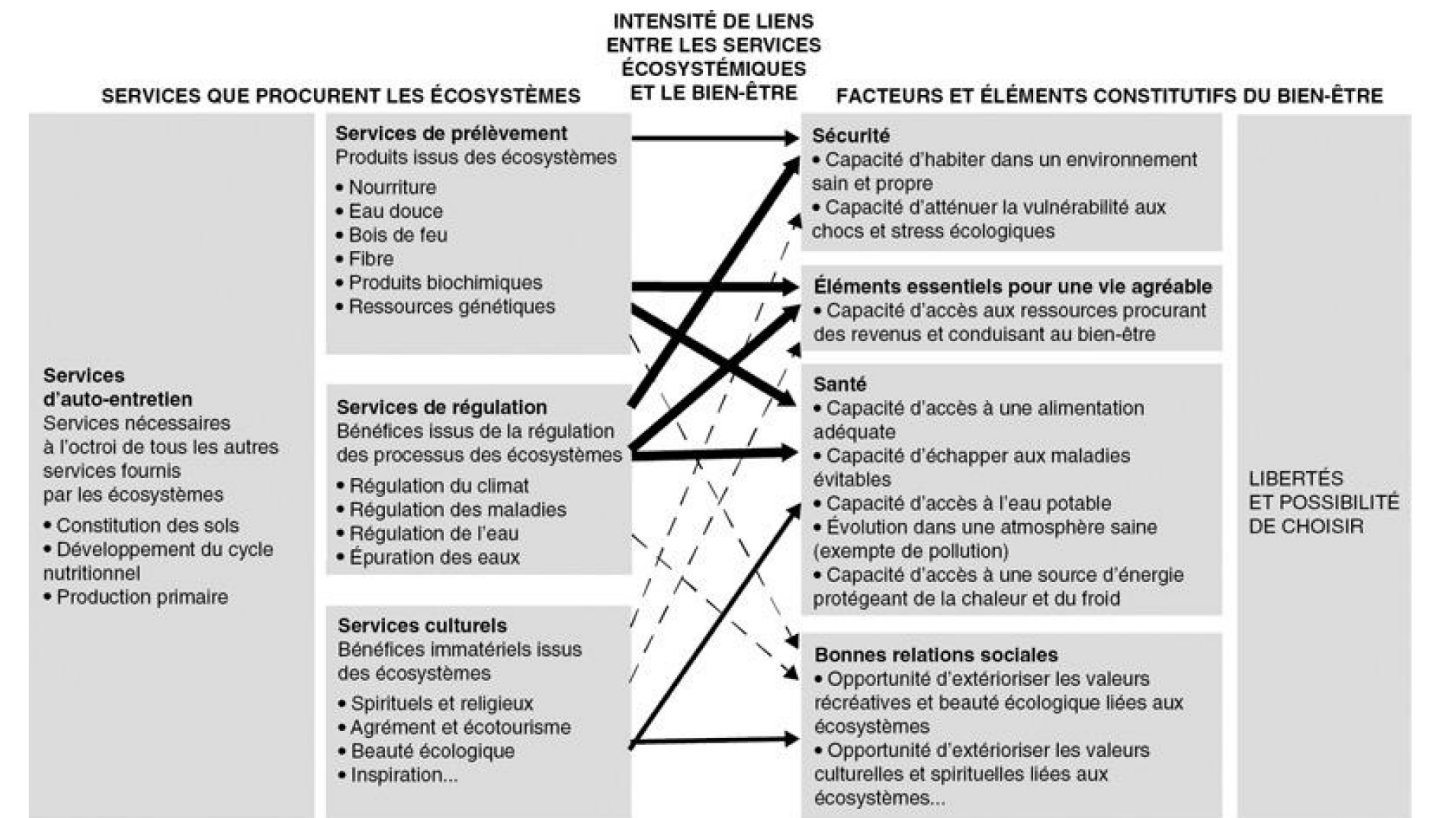 INTENSITÉ DE LIENS
ENTRE LES SERVICES
ÉCOSYSTÉMIQUES
ET LE BIEN-ÊTRE
SERVICES QUE PROCURENT LES ÉCOSYSTÈMES
FACTEURS ET ÉLÉMENTS CONSTITUTIFS DU BIEN-ÊTRE
Services
d’auto-entretien
Services nécessaires
à l’octroi de tous les autres
services fournis
par les écosystèmes
• Constitution des sols
• Développement du cycle
nutritionnel
• Production primaire
Services de prélèvement
Produits issus des écosystèmes
• Nourriture
• Eau douce
• Bois de feu
• Fibre
• Produits biochimiques
• Ressources génétiques
Services de régulation
Bénéfices issus de la régulation
des processus des écosystèmes
• Régulation du climat
• Régulation des maladies
• Régulation de l’eau
• Épuration des eaux
Services culturels
Bénéfices immatériels issus
des écosystèmes
• Spirituels et religieux
• Agrément et écotourisme
• Beauté écologique
• Inspiration...
Sécurité
• Capacité d’habiter dans un environnement
sain et propre
• Capacité d’atténuer la vulnérabilité aux
chocs et stress écologiques
Éléments essentiels pour une vie agréable
• Capacité d’accès aux ressources procurant
des revenus et conduisant au bien-être
Santé
• Capacité d’accès à une alimentation
adéquate
• Capacité d’échapper aux maladies
évitables
• Capacité d’accès à l’eau potable
• Évolution dans une atmosphère saine
(exempte de pollution)
• Capacité d’accès à une source d’énergie
protégeant de la chaleur et du froid
Bonnes relations sociales
• Opportunité d’extérioriser les valeurs
récréatives et beauté écologique liées aux
écosystèmes
• Opportunité d’extérioriser les valeurs
culturelles et spirituelles liées aux
écosystèmes...
LIBERTÉS
ET POSSIBILITÉ
DE CHOISIR